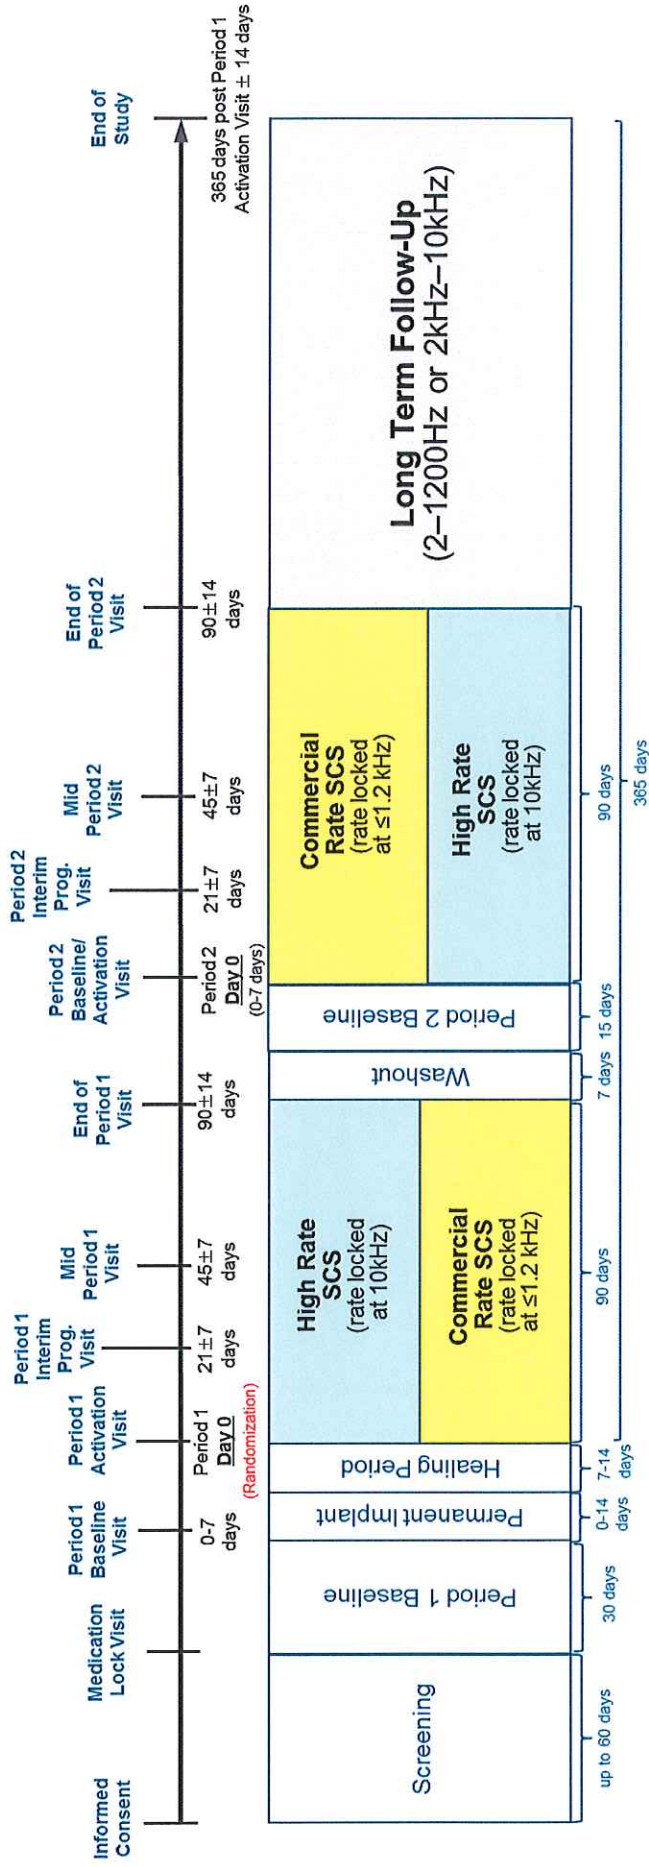 Informed
Consent
Medication
Lock Visit
Period 1
Baseline
Visit
Period 1
Activation
Visit
Period 1
Interim
Prog.
Visit
Mid
Period 1
Visit
End of
Period 1
Visit
Period 2
Baseline/
Activation
Visit
Period 2
Interim
Prog.
Visit
Mid
Period 2
Visit
End of
Period 2
Visit
End of
Study
0-7
days
Period 1
Day 0
(Randomization)
21±7
days
45±7
days
90±14
days
Period 2
Day 0
(0-7 days)
21±7
days
45±7
days
90±14
days
365 days post Period 1
Activation Visit ± 14 days
Screening
Period 1 Baseline
Permanent Implant
Healing Period
High Rate
SCS
(rate locked
at 10kHz)
Commercial
Rate SCS
(rate locked
at ≤1.2 kHz)
Washout
Period 2 Baseline
Commercial
Rate SCS
(rate locked
at ≤1.2 kHz)
High Rate
SCS
(rate locked
at 10kHz)
Long Term Follow-Up
(2–1200Hz or 2kHz–10kHz)
up to 60 days
30 days
0-14
days
7-14
days
90 days
7 days
15 days
90 days
365 days